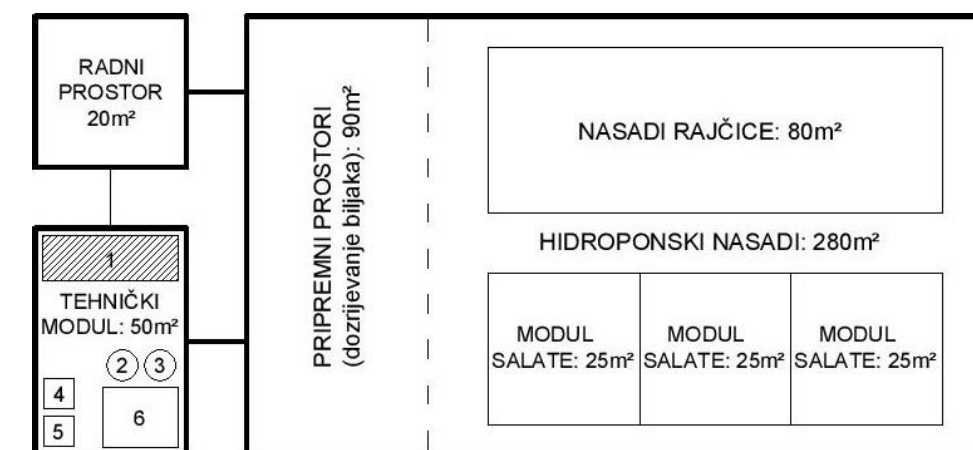 RADNI
PROSTOR
20m²
1
TEHNIČKI
MODUL: 50m²
2
3
4
5
6
PRIPREMNI PROSTORI
(dozrijevanje biljaka): 90m²
NASADI RAJČICE: 80m²
HIDROPONSKI NASADI: 280m²
MODUL
SALATE: 25m²
MODUL
SALATE: 25m²
MODUL
SALATE: 25m²